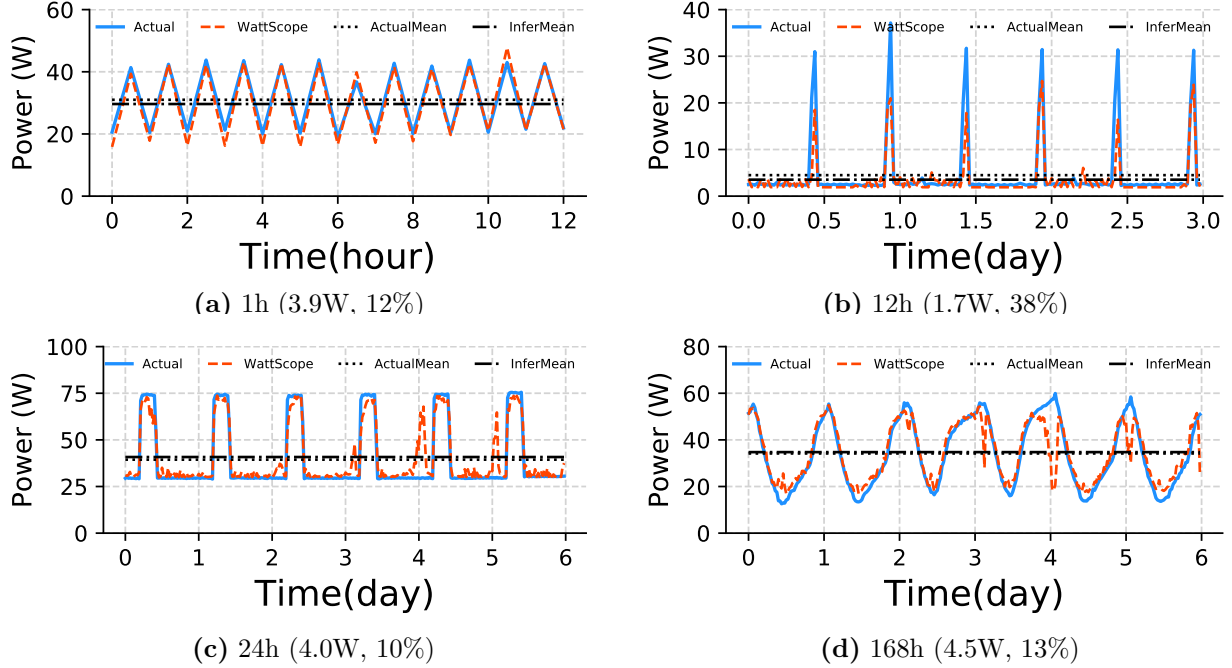 Actual WattScope ActualMean InferMean
Power (W)
60
40
20
0
0 2 4 6 8 10 12
Time(hour)
(a) 1h (3.9W, 12%)
Actual WattScope ActualMean InferMean
Power (W)
40
30
20
10
0
0.0 0.5 1.0 1.5 2.0 2.5 3.0
Time(day)
(b) 12h (1.7W, 38%)
Actual WattScope ActualMean InferMean
Power (W)
100
75
50
25
0
0 1 2 3 4 5 6
Time(day)
(c) 24h (4.0W, 10%)
Actual WattScope ActualMean InferMean
Power (W)
80
60
40
20
0
0 1 2 3 4 5 6
Time(day)
(d) 168h (4.5W, 13%)